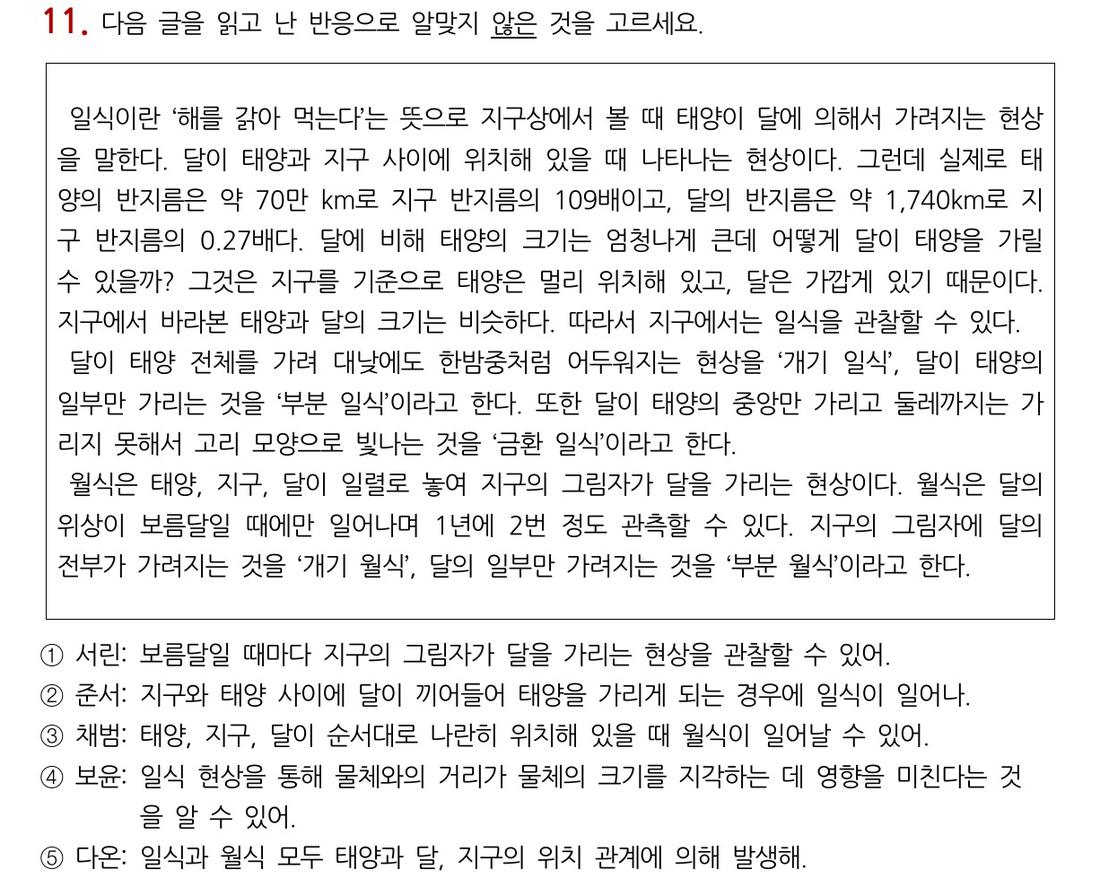 11. 다음 글을 읽고 난 반응으로 알맞지 않은 것을 고르세요.
일식이란 ‘해를 갉아 먹는다’는 뜻으로 지구상에서 볼 때 태양이 달에 의해서 가려지는 현상
을 말한다. 달이 태양과 지구 사이에 위치해 있을 때 나타나는 현상이다. 그런데 실제로 태
양의 반지름은 약 70만 km로 지구 반지름의 109배이고, 달의 반지름은 약 1,740km로 지
구 반지름의 0.27배다. 달에 비해 태양의 크기는 엄청나게 큰데 어떻게 달이 태양을 가릴
수 있을까? 그것은 지구를 기준으로 태양은 멀리 위치해 있고, 달은 가깝게 있기 때문이다.
지구에서 바라본 태양과 달의 크기는 비슷하다. 따라서 지구에서는 일식을 관찰할 수 있다.
달이 태양 전체를 가려 대낮에도 한밤중처럼 어두워지는 현상을 ‘개기 일식’, 달이 태양의
일부만 가리는 것을 ‘부분 일식’이라고 한다. 또한 달이 태양의 중앙만 가리고 둘레까지는 가
리지 못해서 고리 모양으로 빛나는 것을 ‘금환 일식’이라고 한다.
월식은 태양, 지구, 달이 일렬로 놓여 지구의 그림자가 달을 가리는 현상이다. 월식은 달의
위상이 보름달일 때에만 일어나며 1년에 2번 정도 관측할 수 있다. 지구의 그림자에 달의
전부가 가려지는 것을 ‘개기 월식’, 달의 일부만 가려지는 것을 ‘부분 월식’이라고 한다.
① 서린: 보름달일 때마다 지구의 그림자가 달을 가리는 현상을 관찰할 수 있어.
② 준서: 지구와 태양 사이에 달이 끼어들어 태양을 가리게 되는 경우에 일식이 일어나.
③ 채범: 태양, 지구, 달이 순서대로 나란히 위치해 있을 때 월식이 일어날 수 있어.
④ 보윤: 일식 현상을 통해 물체와의 거리가 물체의 크기를 지각하는 데 영향을 미친다는 것
을 알 수 있어.
⑤ 다온: 일식과 월식 모두 태양과 달, 지구의 위치 관계에 의해 발생해.